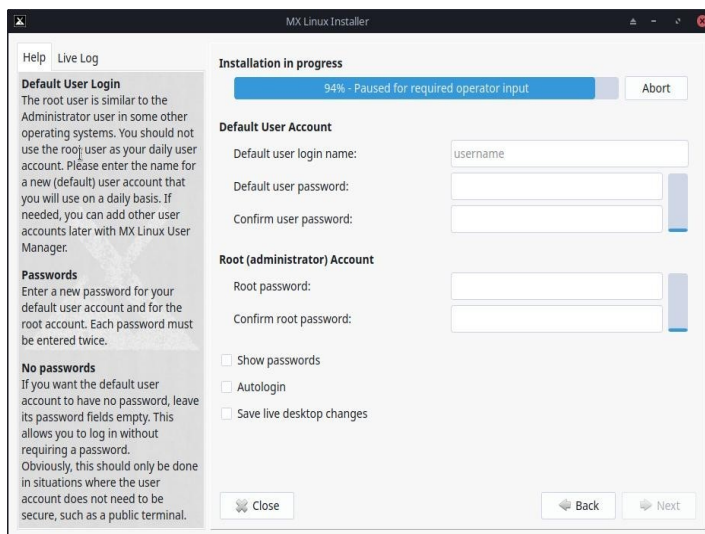 MX Linux Installer
Help
Live Log
Default User Login
The root user is similar to the
Administrator user in some other
operating systems. You should not
use the root user as your daily user
account. Please enter the name for
a new (default) user account that
you will use on a daily basis. If
needed, you can add other user
accounts later with MX Linux User
Manager.
Passwords
Enter a new password for your
default user account and for the
root account. Each password must
be entered twice.
No passwords
If you want the default user
account to have no password, leave
its password fields empty. This
allows you to log in without
requiring a password.
Obviously, this should only be done
in situations where the user
account does not need to be
secure, such as a public terminal.
Installation in progress
94% - Paused for required operator input
Abort
Default User Account
Default user login name:
username
Default user password:
Confirm user password:
Root (administrator) Account
Root password:
Confirm root password:
Show passwords
Autologin
Save live desktop changes
Close
Back
Next